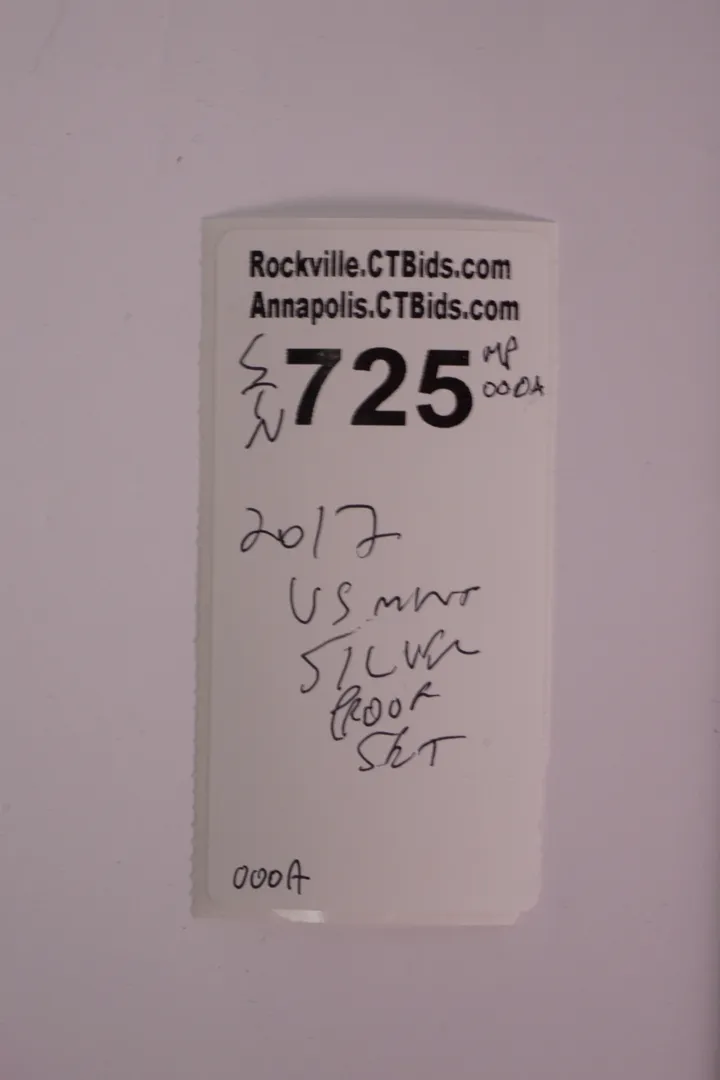 Rockville.CTBids.com
Annapolis.CTBids.com
725
MP
000A
2017
US MINT
SILVER
PROOF
SET
000A